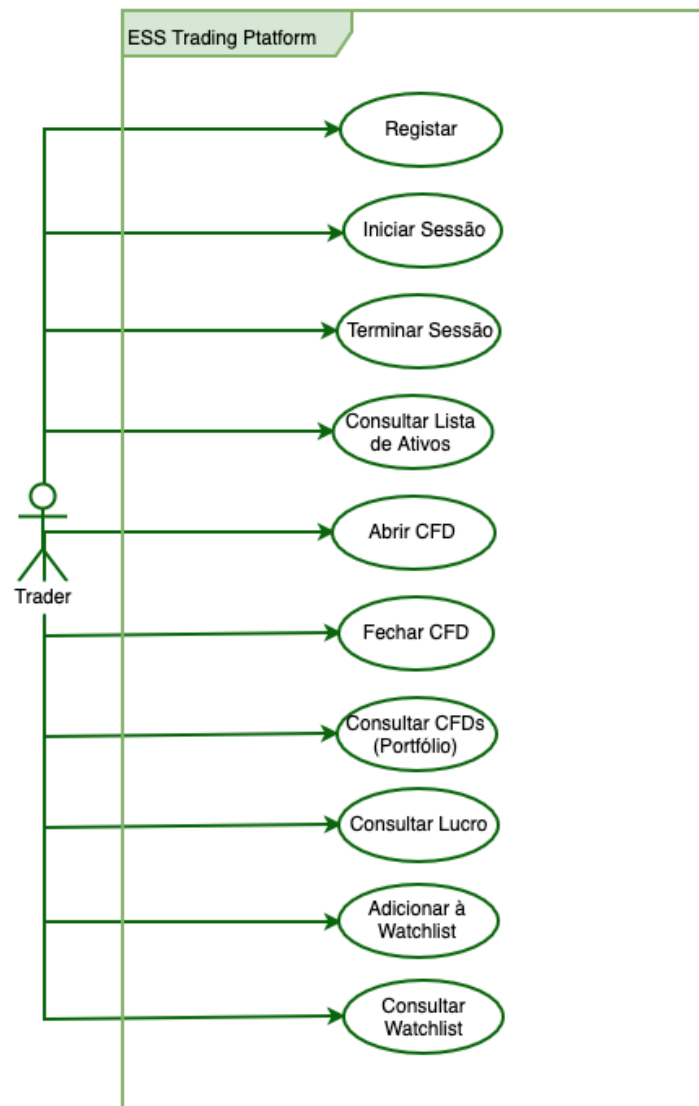 ESS Trading Ptatform
Registar
Iniciar Sessão
Terminar Sessão
Consultar Lista
de Ativos
Abrir CFD
Trader
Fechar CFD
Consultar CFDs
(Portfólio)
Consultar Lucro
Adicionar à
Watchlist
Consultar
Watchlist